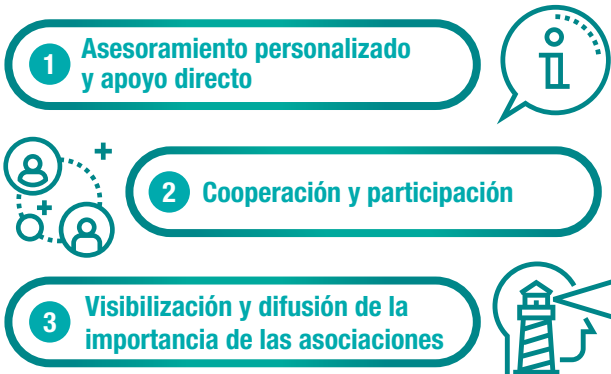 1 Asesoramiento personalizado
y apoyo directo
2 Cooperación y participación
3 Visibilización y difusión de la
importancia de las asociaciones